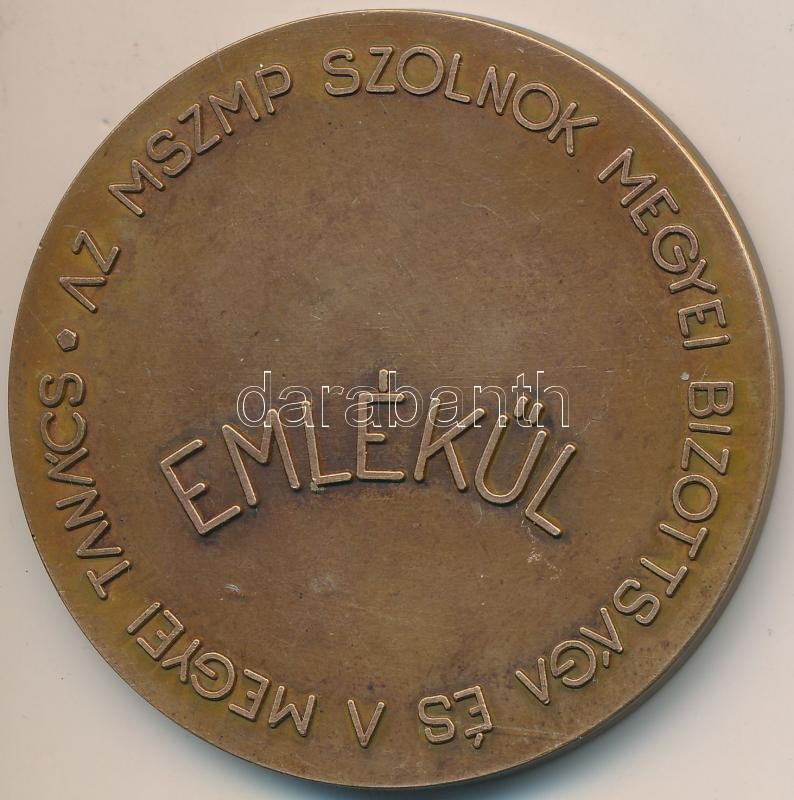 AZ MSZMP SZOLNOK MEGYEI BIZOTTSÁGA ÉS A MEGYEI TANÁCS •
EMLÉKÜL
darabanth